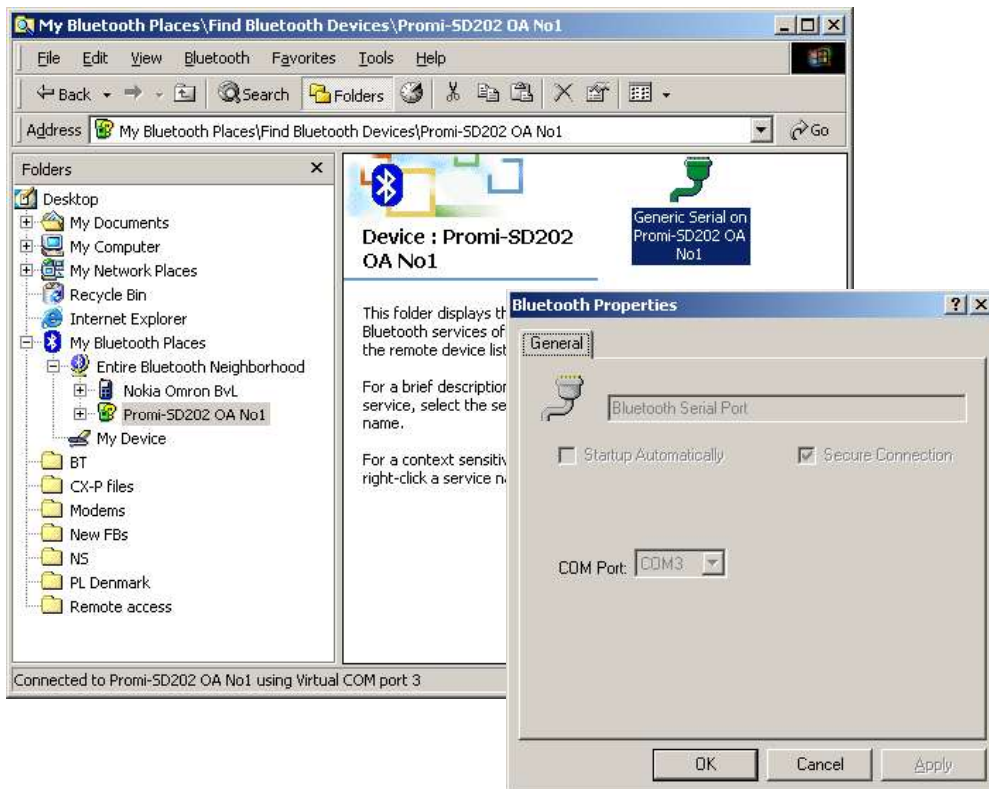 My Bluetooth Places\Find Bluetooth Devices\Promi-SD202 OA No1
File Edit View Bluetooth Favorites Tools Help
Back Search Folders
Address My Bluetooth Places\Find Bluetooth Devices\Promi-SD202 OA No1 Go
Folders
Desktop
My Documents
My Computer
My Network Places
Recycle Bin
Internet Explorer
My Bluetooth Places
Entire Bluetooth Neighborhood
Nokia Omron BvL
Promi-SD202 OA No1
My Device
BT
CX-P files
Modems
New FBs
NS
PL Denmark
Remote access
Device : Promi-SD202
OA No1
This folder displays th
Bluetooth services of
the remote device list
For a brief description
service, select the se
name.
For a context sensitiv
right-click a service n
Generic Serial on
Promi-SD202 OA
No1
Connected to Promi-SD202 OA No1 using Virtual COM port 3
Bluetooth Properties
General
Bluetooth Serial Port
Startup Automatically Secure Connection
COM Port: COM3
OK Cancel Apply